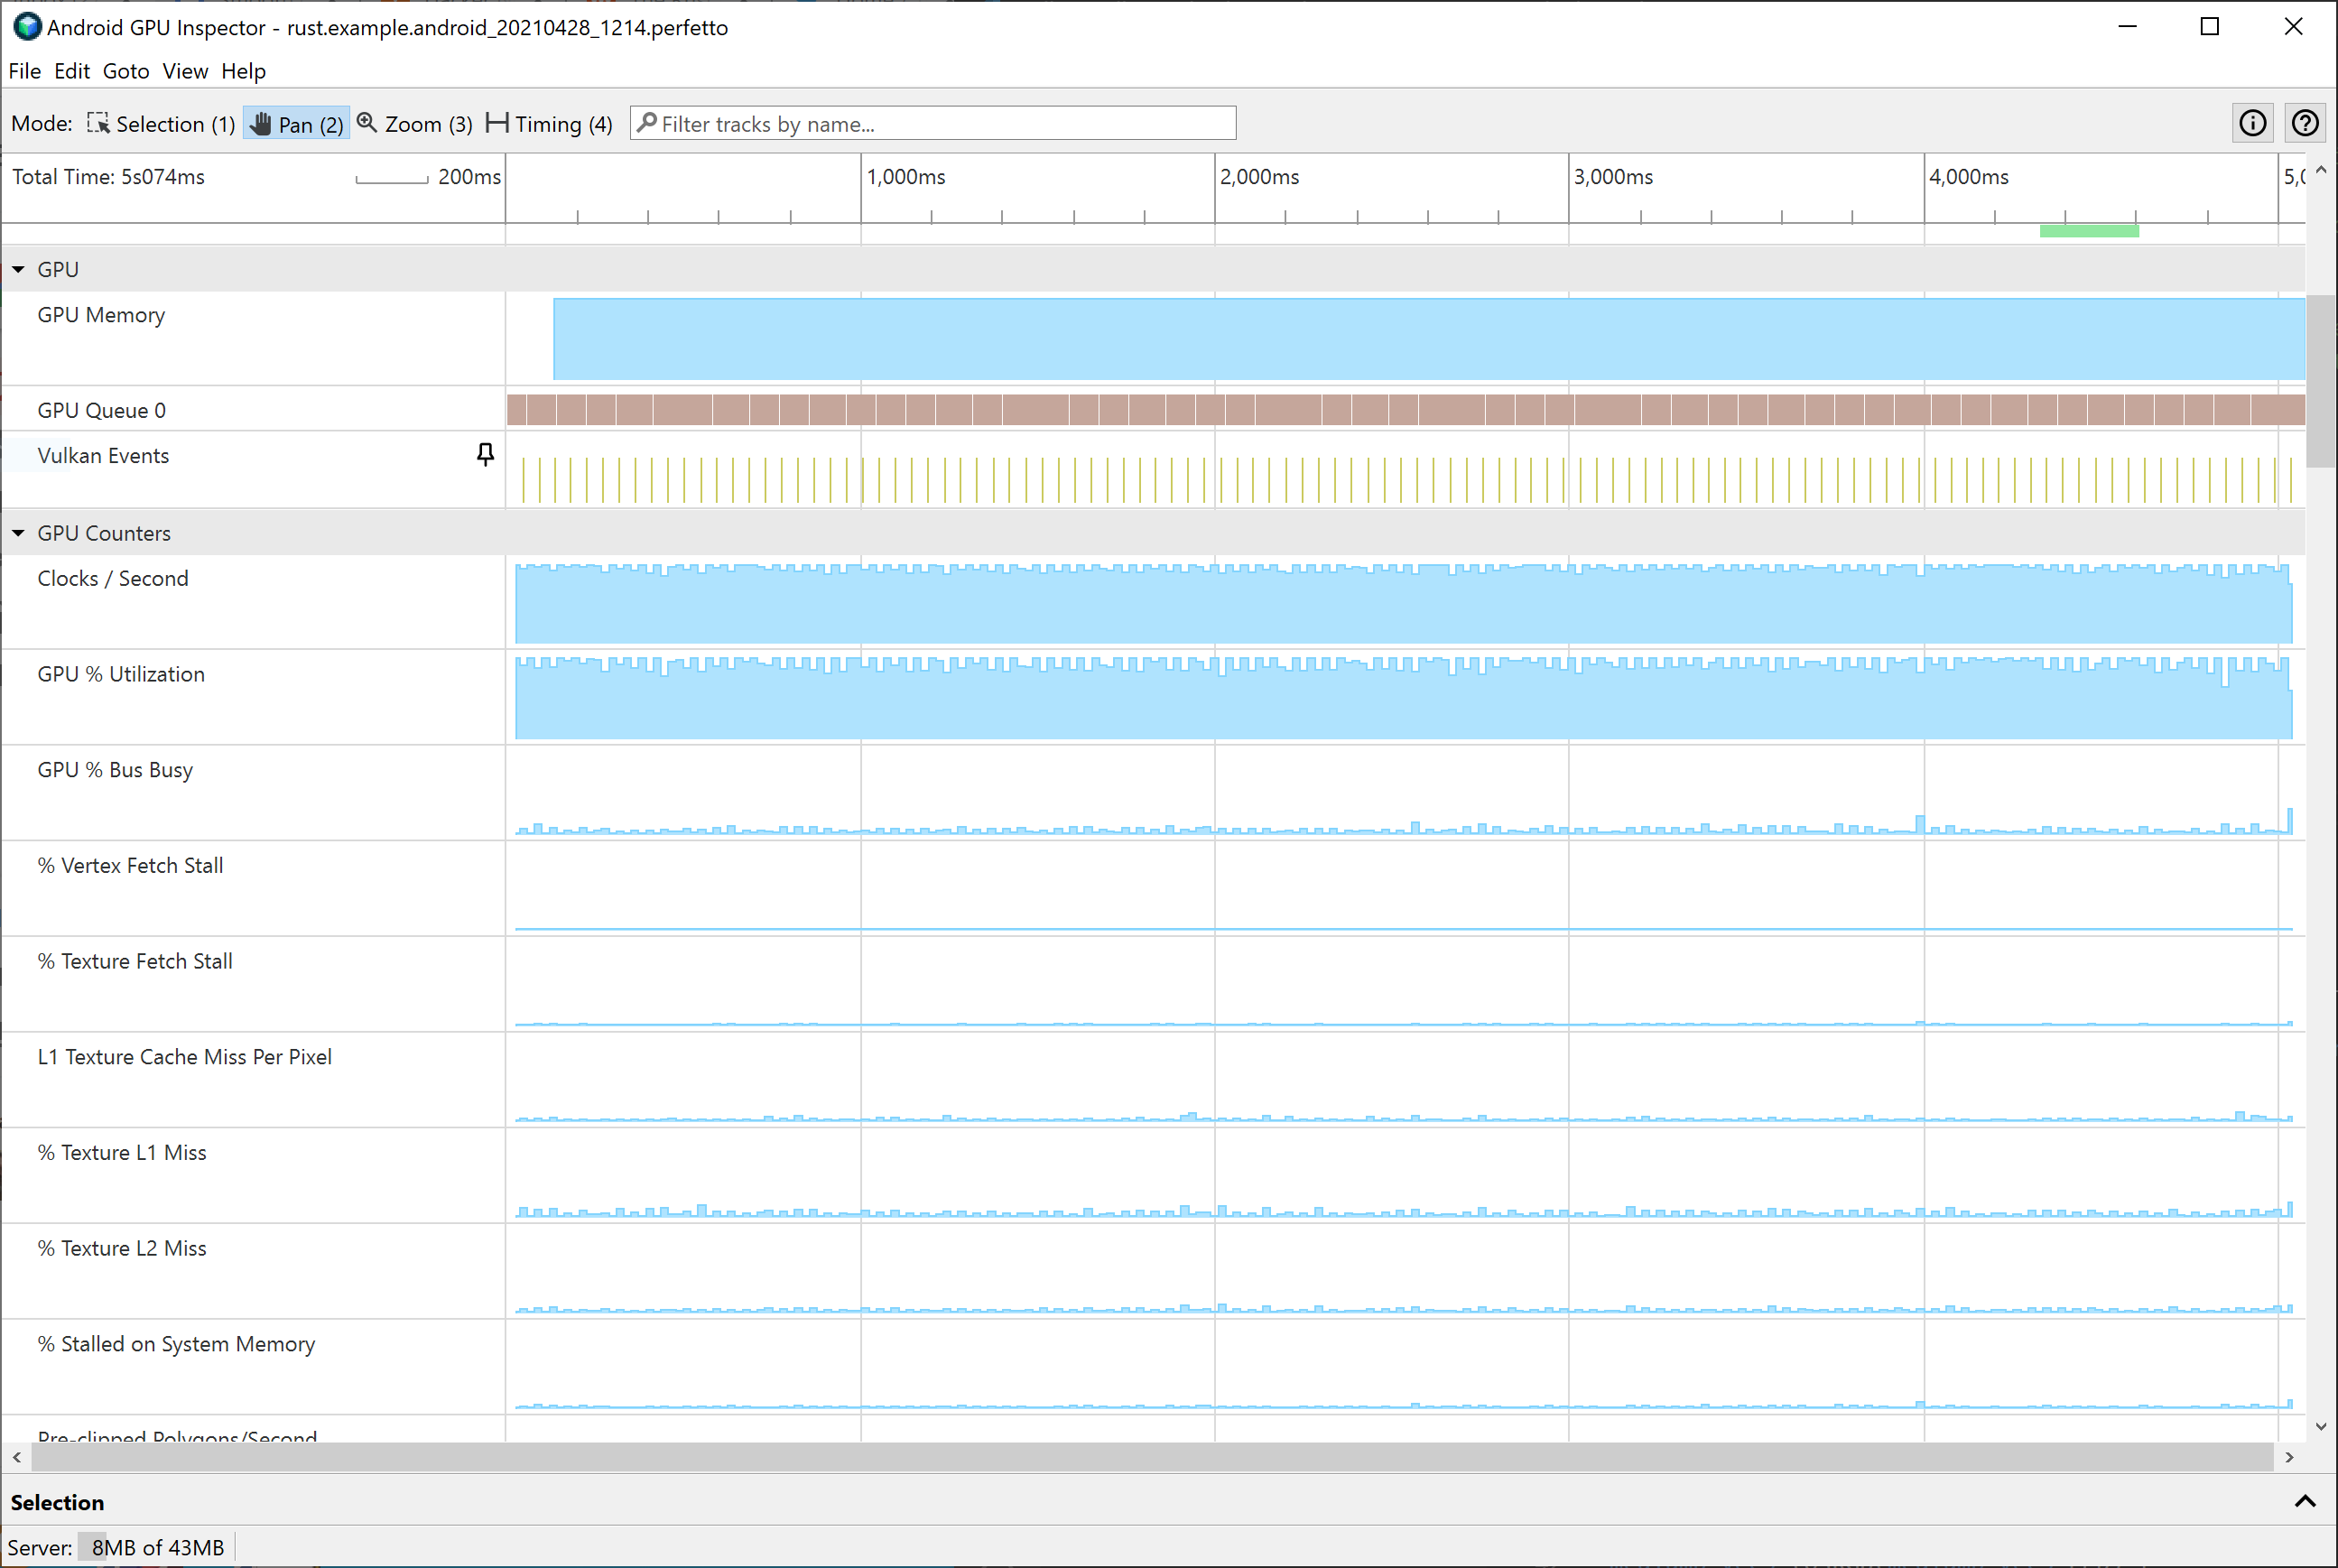 Android GPU Inspector - rust.example.android_20210428_1214.perfetto
File Edit Goto View Help
Mode: Selection (1) Pan (2) Zoom (3) Timing (4) Filter tracks by name...
Total Time: 5s074ms 200ms 1,000ms 2,000ms 3,000ms 4,000ms
GPU
GPU Memory
GPU Queue 0
Vulkan Events
GPU Counters
Clocks / Second
GPU % Utilization
GPU % Bus Busy
% Vertex Fetch Stall
% Texture Fetch Stall
L1 Texture Cache Miss Per Pixel
% Texture L1 Miss
% Texture L2 Miss
% Stalled on System Memory
Pre-clipped Polygons/Second
Selection
Server: 8MB of 43MB